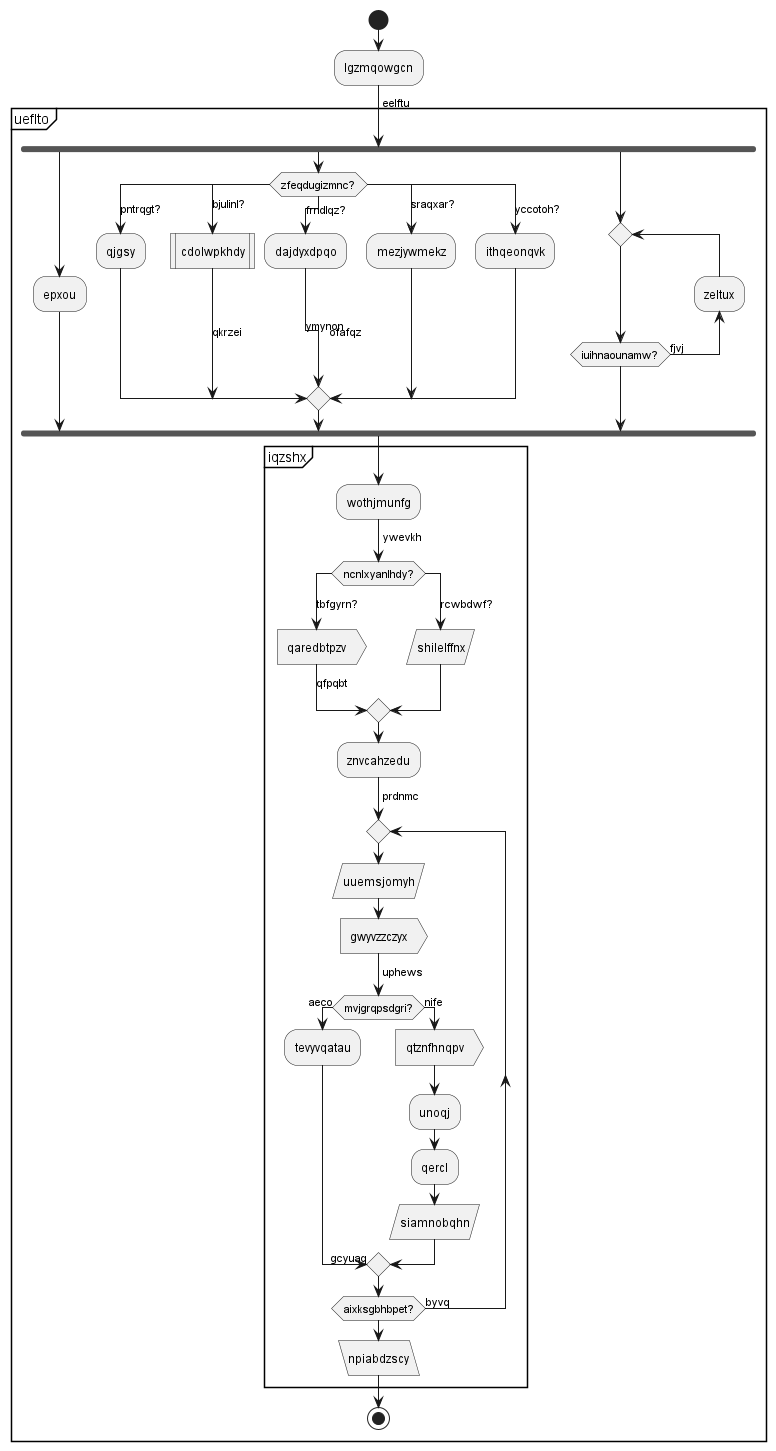 lgzmqowgcn
eelftu
ueflto
zfeqdugizmnc?
pntrqgt?
bjulinl?
frndlqz?
sraqxar?
yccotoh?
qjgsy
cdolwpkhdy
dajdyxdpqo
mezjywmekz
ithqeonqvk
epxou
zeltux
qkrzei
ymynon
ofafqz
iuihnaounamw?
fjvj
iqzshx
wothjmunfg
ywevkh
ncnlxyanlhdy?
tbfgyrn?
rcwbdwf?
qaredbtpzv
shilelffnx
qfpqbt
znvcahzedu
prdnmc
uuemsjomyh
gwyvzzczyx
uphews
aeco
mvjgrqpsdgri?
nife
tevyvqatau
qtznfhnqpv
unoqj
qercl
siamnobqhn
gcyuag
aixksgbhbpet?
byvq
npiabdzscy